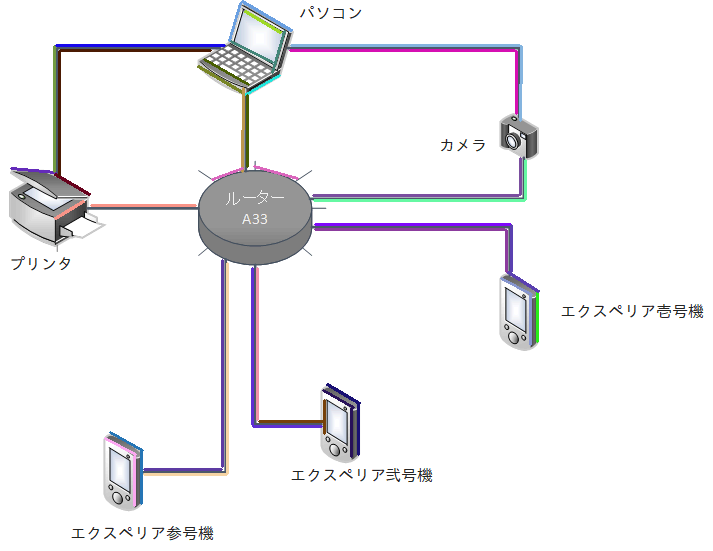 パソコン
カメラ
ルーター
A33
プリンタ
エクスペリア壱号機
エクスペリア弐号機
エクスペリア参号機